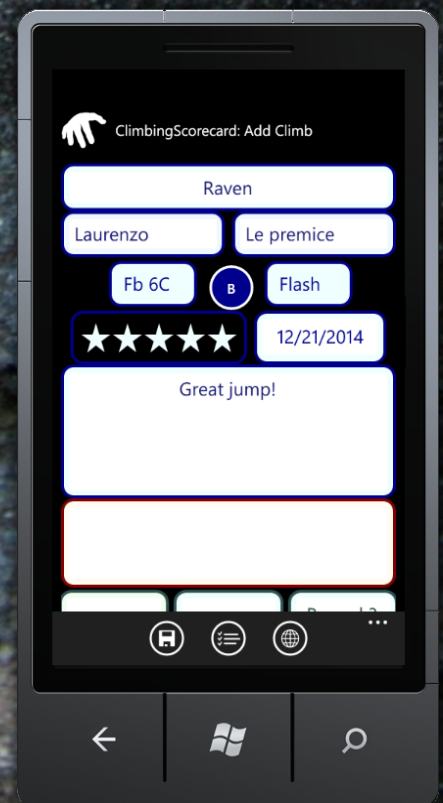 ClimbingScorecard: Add Climb
Raven
Laurenzo Le premice
Fb 6C B Flash
12/21/2014
Great jump!